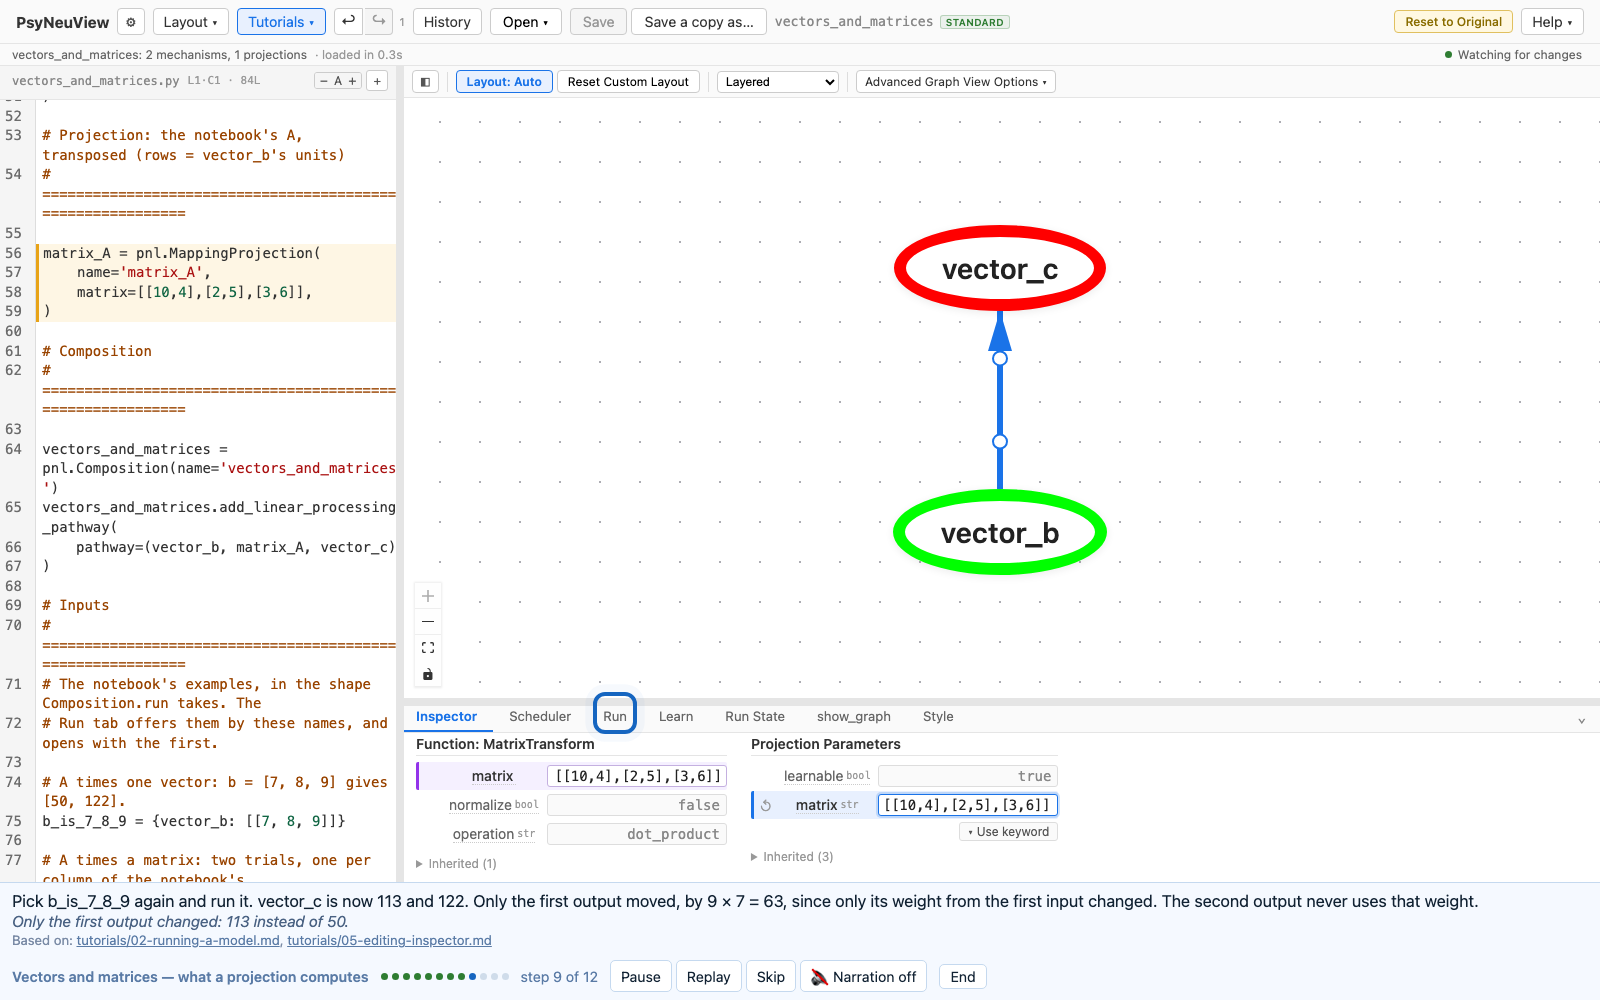 PsyNeuView ⚙ Layout ▾ Tutorials ▾ ↩ ↪ 1 History Open ▾ Save Save a copy as... vectors_and_matrices STANDARD Reset to Original Help ▾
vectors_and_matrices: 2 mechanisms, 1 projections · loaded in 0.3s Watching for changes
vectors_and_matrices.py L1·C1 · 84L − A + +
Layout: Auto Reset Custom Layout Layered Advanced Graph View Options ▾
52
53 # Projection: the notebook's A,
transposed (rows = vector_b's units)
54 #
==========================================
=================
55
56 matrix_A = pnl.MappingProjection(
57     name='matrix_A',
58     matrix=[[10,4],[2,5],[3,6]],
59 )
60
61 # Composition
62 #
==========================================
=================
63
64 vectors_and_matrices =
pnl.Composition(name='vectors_and_matrices
')
65 vectors_and_matrices.add_linear_processing
_pathway(
66     pathway=(vector_b, matrix_A, vector_c)
67 )
68
69 # Inputs
70 #
==========================================
=================
71 # The notebook's examples, in the shape
Composition.run takes. The
72 # Run tab offers them by these names, and
opens with the first.
73
74 # A times one vector: b = [7, 8, 9] gives
[50, 122].
75 b_is_7_8_9 = {vector_b: [[7, 8, 9]]}
76
77 # A times a matrix: two trials, one per
column of the notebook's
vector_c
vector_b
Inspector Scheduler Run Learn Run State show_graph Style
Function: MatrixTransform
matrix [[10,4],[2,5],[3,6]]
normalize bool false
operation str dot_product
▸ Inherited (1)
Projection Parameters
learnable bool true
matrix str [[10,4],[2,5],[3,6]]
▾ Use keyword
▸ Inherited (3)
Pick b_is_7_8_9 again and run it. vector_c is now 113 and 122. Only the first output moved, by 9 × 7 = 63, since only its weight from the first input changed. The second output never uses that weight.
Only the first output changed: 113 instead of 50.
Based on: tutorials/02-running-a-model.md, tutorials/05-editing-inspector.md
Vectors and matrices — what a projection computes step 9 of 12 Pause Replay Skip Narration off End